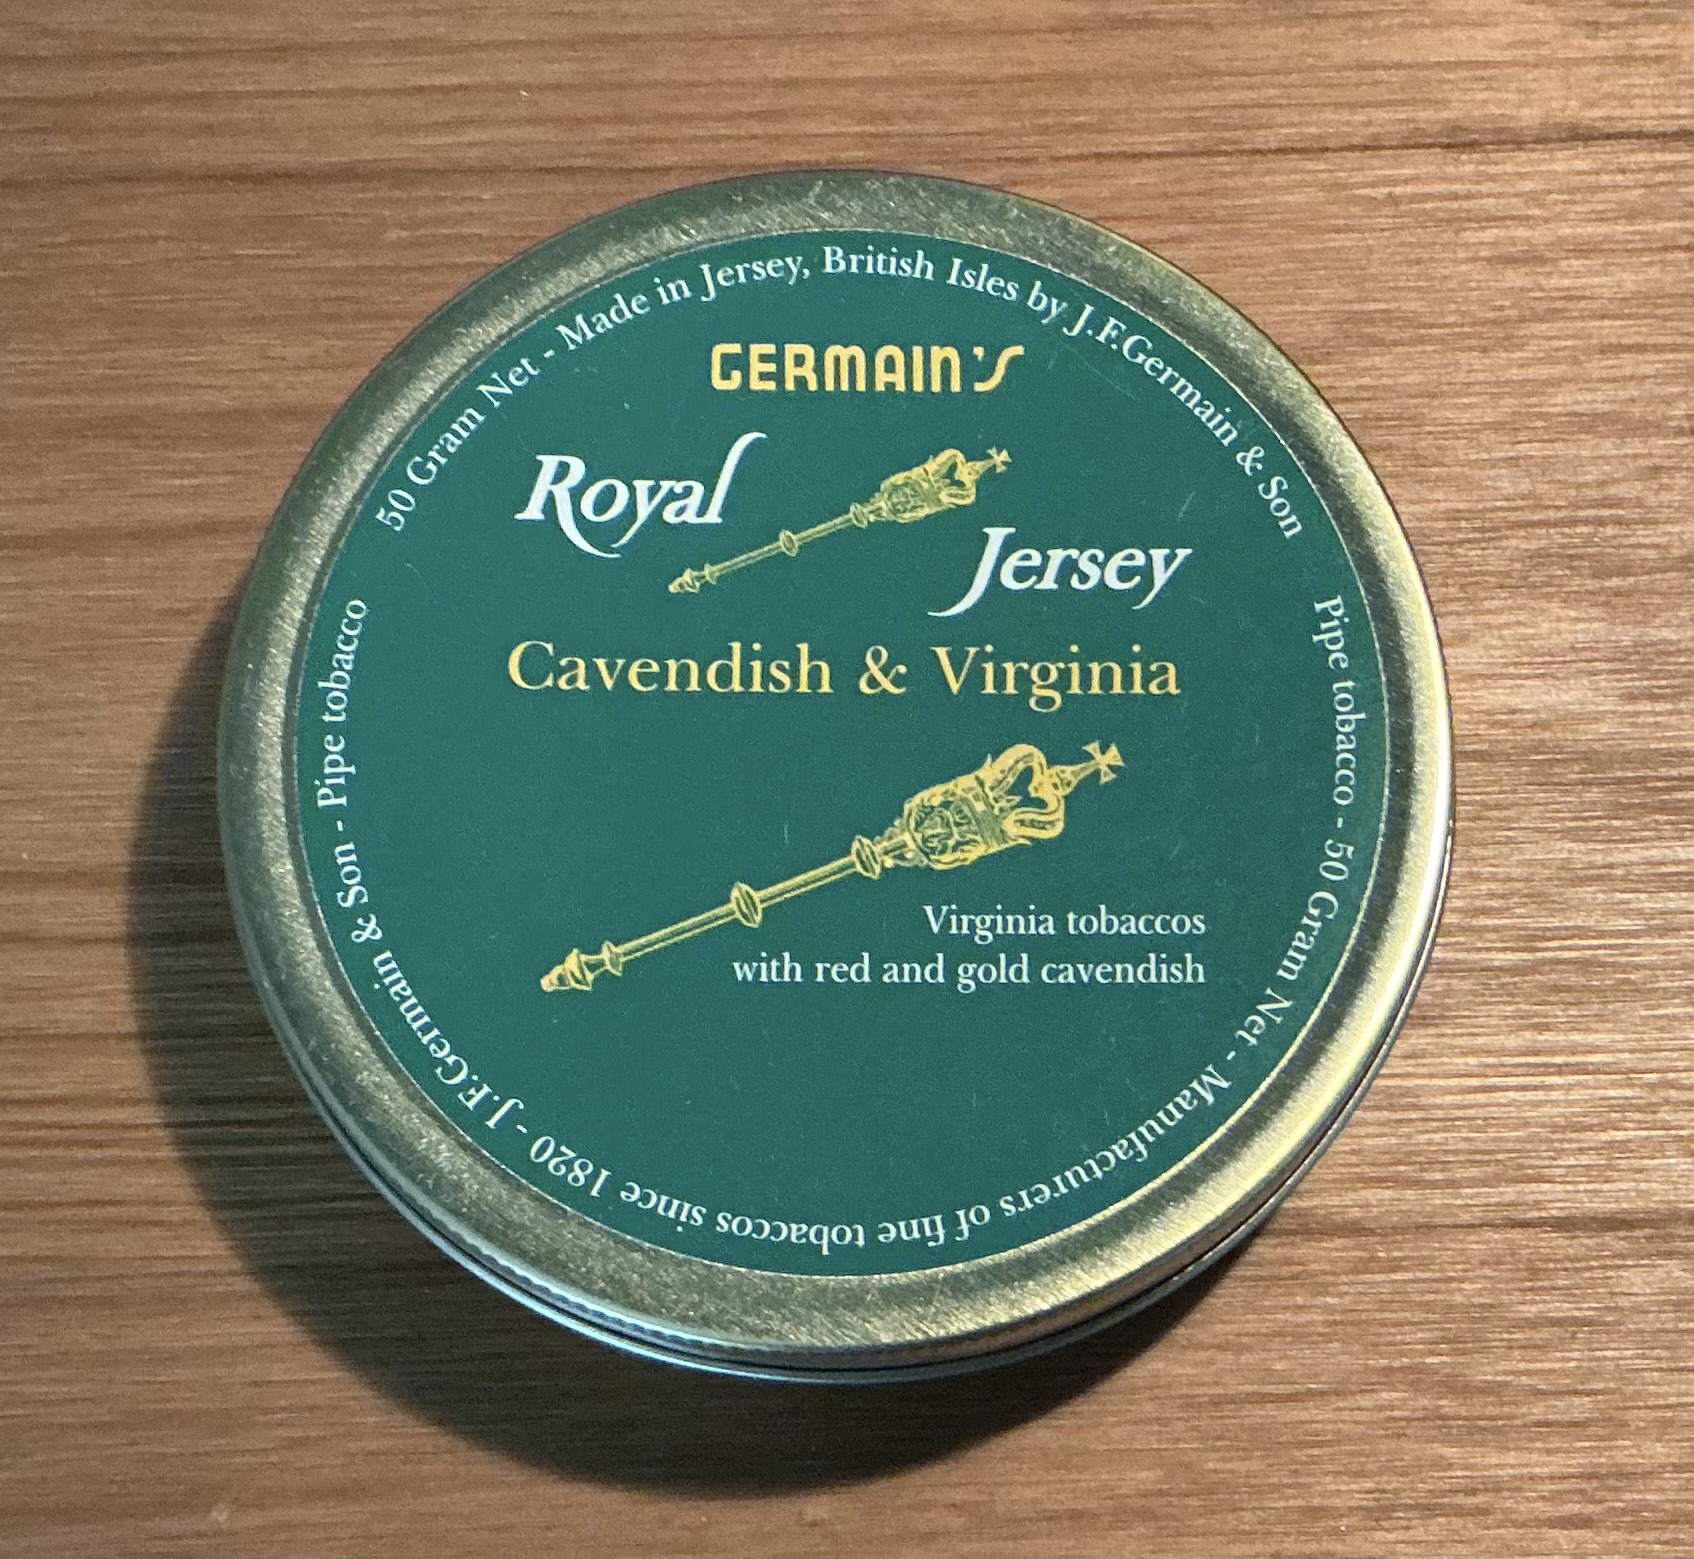 50 Gram Net - Made in Jersey, British Isles by J.F.Germain & Son
GERMAIN'S
Royal
Jersey
Cavendish & Virginia
Virginia tobaccos
with red and gold cavendish
Pipe tobacco - 50 Gram Net - Manufacturers of fine tobaccos since 1820 - J.F.Germain & Son - Pipe tobacco